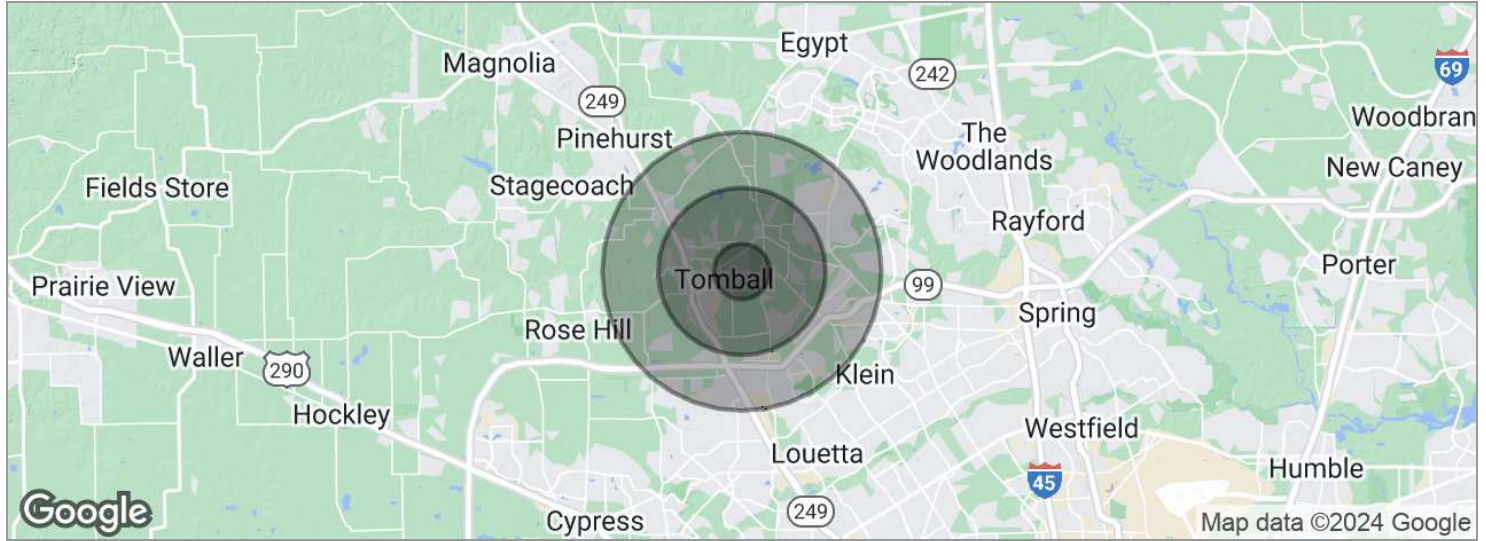 Egypt
Magnolia
242
69
249
Woodbran
Pinehurst
The
Woodlands
New Caney
Fields Store
Stagecoach
Rayford
Tomball
Porter
Prairie View
99
Spring
Rose Hill
Waller
290
Klein
Hockley
Westfield
Louetta
Humble
45
Google
Cypress
249
Map data ©2024 Google